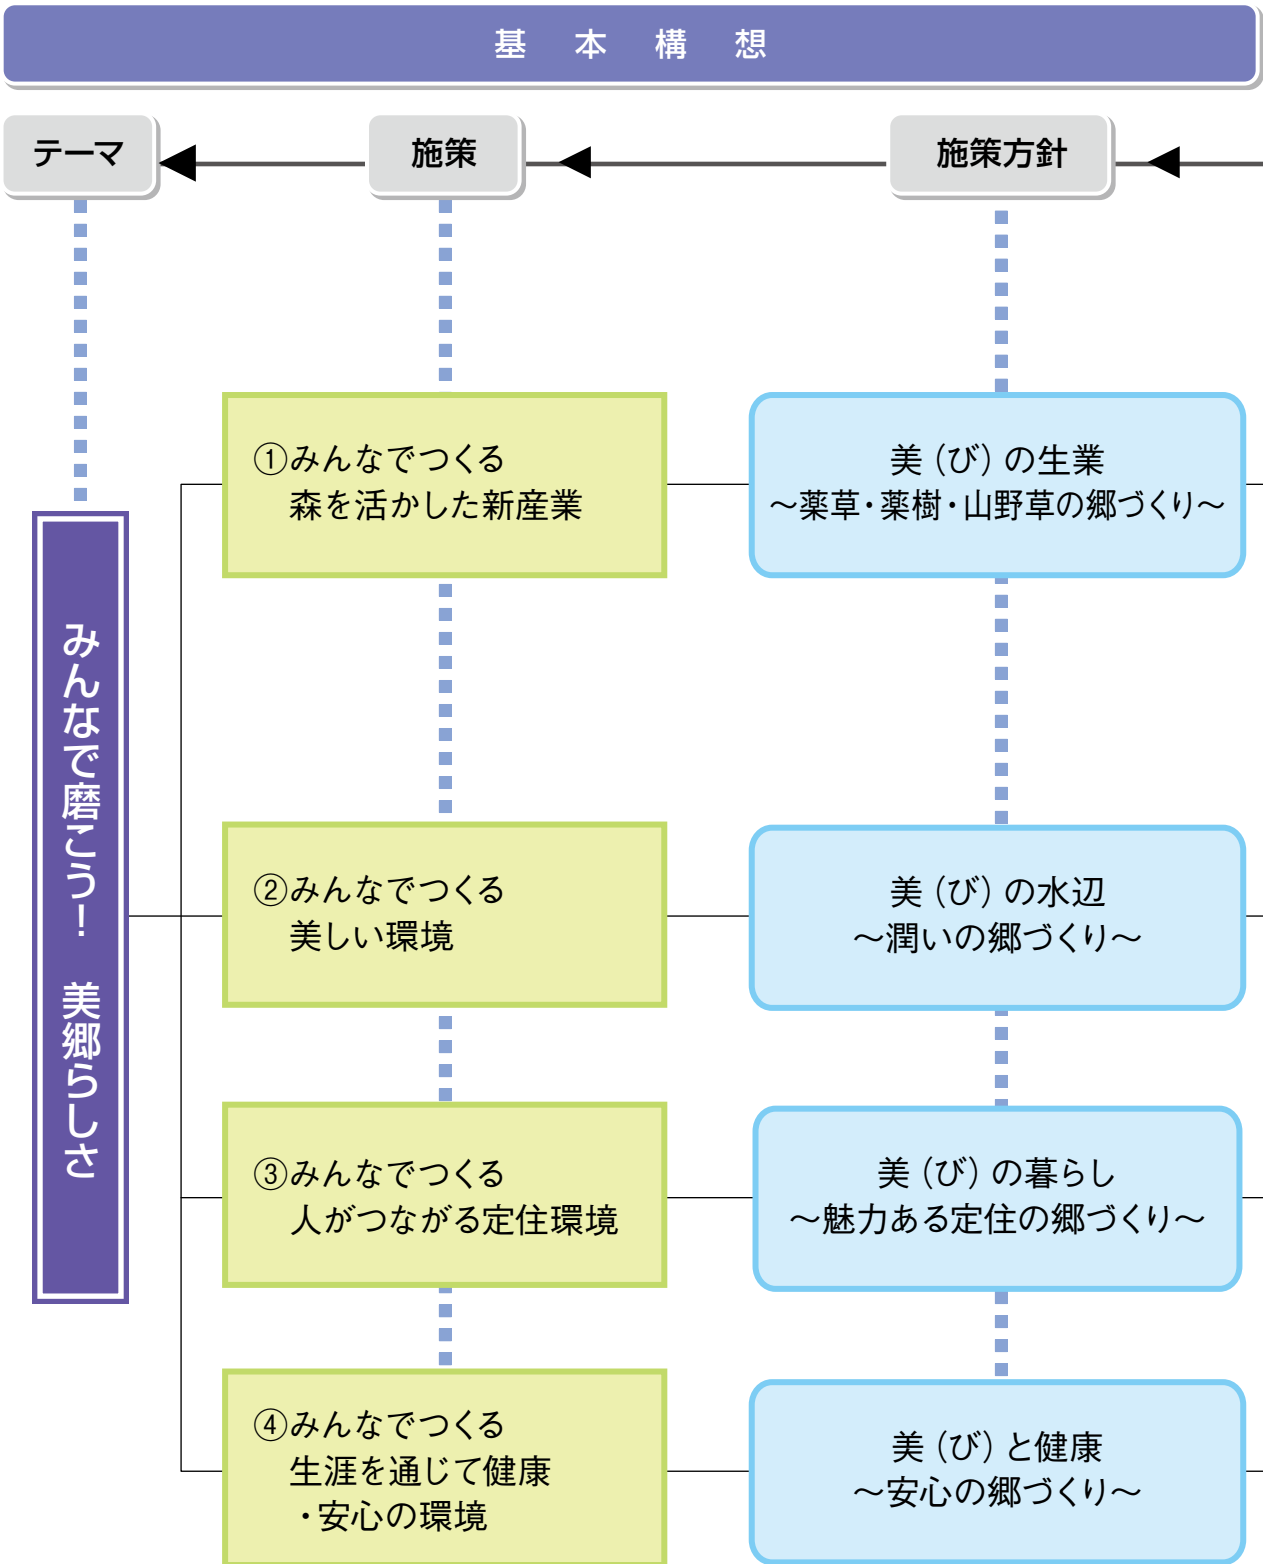 基本構想
テーマ
施策
施策方針
みんなで磨こう！　美郷らしさ
①みんなでつくる
森を活かした新産業
美（び）の生業
～薬草・薬樹・山野草の郷づくり～
②みんなでつくる
美しい環境
美（び）の水辺
～潤いの郷づくり～
③みんなでつくる
人がつながる定住環境
美（び）の暮らし
～魅力ある定住の郷づくり～
④みんなでつくる
生涯を通じて健康
・安心の環境
美（び）と健康
～安心の郷づくり～